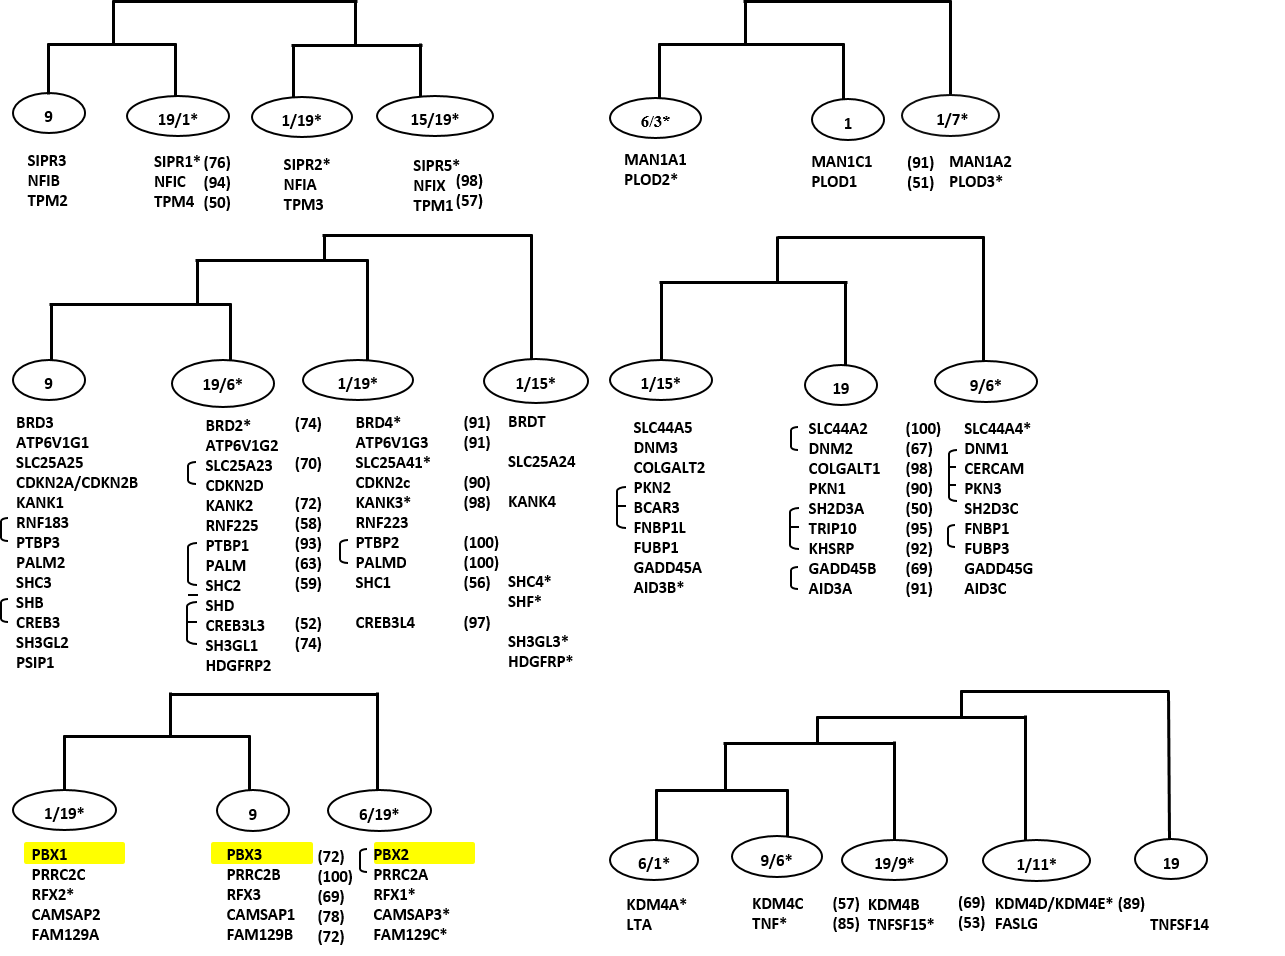 9 19/1* 1/19* 15/19*
SIPR3 SIPR1* (76) SIPR2* SIPR5*
NFIB NFIC (94) NFIA NFIX (98)
TPM2 TPM4 (50) TPM3 TPM1 (57)
6/3* 1 1/7*
MAN1A1 MAN1C1 (91) MAN1A2
PLOD2* PLOD1 (51) PLOD3*
9 19/6* 1/19* 1/15*
BRD3 BRD2* (74) BRD4* (91) BRDT
ATP6V1G1 ATP6V1G2 ATP6V1G3 (91)
SLC25A25 SLC25A23 (70) SLC25A41* SLC25A24
CDKN2A/CDKN2B CDKN2D CDKN2c (90)
KANK1 KANK2 (72) KANK3* (98) KANK4
RNF183 RNF225 (58) RNF223
PTBP3 PTBP1 (93) PTBP2 (100)
PALM2 PALM (63) PALMD (100)
SHC3 SHC2 (59) SHC1 (56) SHC4*
SHB SHD SHF*
CREB3 CREB3L3 (52) CREB3L4 (97)
SH3GL2 SH3GL1 (74) SH3GL3*
PSIP1 HDGFRP2 HDGFRP*
1/15* 19 9/6*
SLC44A5 SLC44A2 (100) SLC44A4*
DNM3 DNM2 (67) DNM1
COLGALT2 COLGALT1 (98) CERCAM
PKN2 PKN1 (90) PKN3
BCAR3 SH2D3A (50) SH2D3C
FNBP1L TRIP10 (95) FNBP1
FUBP1 KHSRP (92) FUBP3
GADD45A GADD45B (69) GADD45G
AID3B* AID3A (91) AID3C
1/19* 9 6/19*
PBX1 PBX3 (72) PBX2
PRRC2C PRRC2B (100) PRRC2A
RFX2* RFX3 (69) RFX1*
CAMSAP2 CAMSAP1 (78) CAMSAP3*
FAM129A FAM129B (72) FAM129C*
6/1* 9/6* 19/9* 1/11* 19
KDM4A* KDM4C (57) KDM4B (69) KDM4D/KDM4E* (89)
LTA TNF* (85) TNFSF15* (53) FASLG TNFSF14